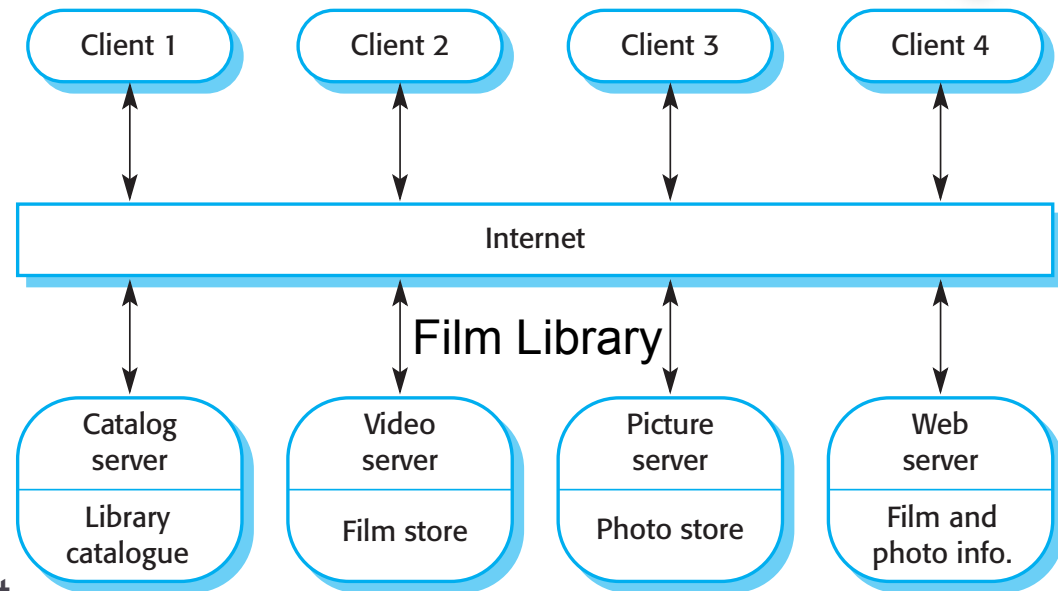 Client 1
Client 2
Client 3
Client 4
Internet
Film Library
Catalog
server
Library
catalogue
Video
server
Film store
Picture
server
Photo store
Web
server
Film and
photo info.